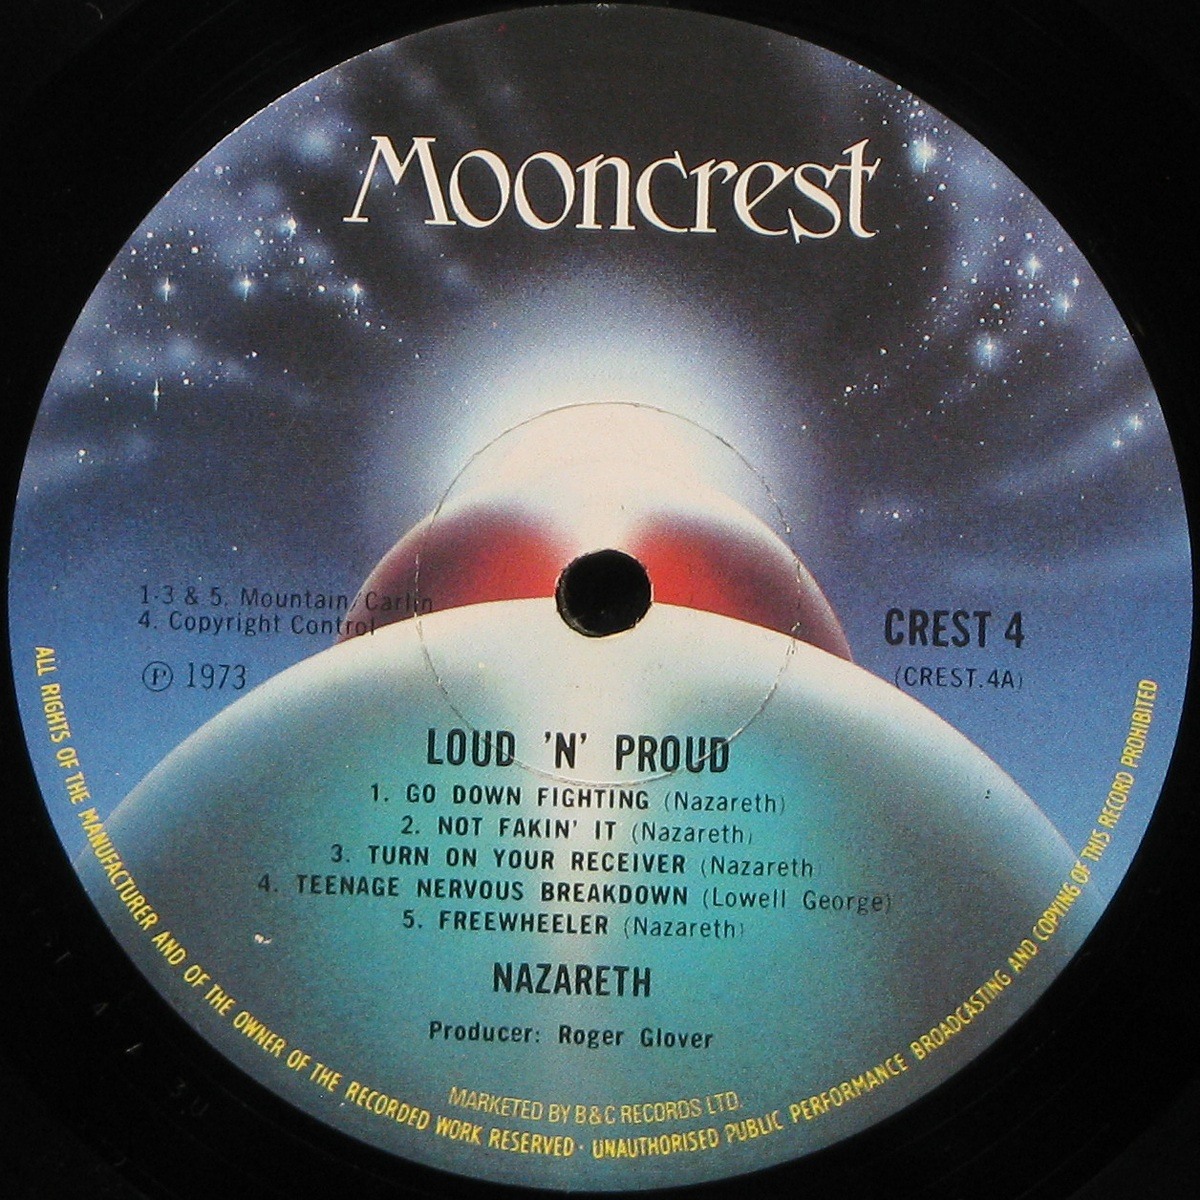 Mooncrest
1-3 & 5. Mountain/Carlin
4. Copyright Control
Ⓟ 1973
CREST 4
(CREST.4A)
LOUD 'N' PROUD
1. GO DOWN FIGHTING (Nazareth)
2. NOT FAKIN' IT (Nazareth)
3. TURN ON YOUR RECEIVER (Nazareth
4. TEENAGE NERVOUS BREAKDOWN (Lowell George)
5. FREEWHEELER (Nazareth)
NAZARETH
Producer: Roger Glover
MARKETED BY B&C RECORDS LTD.
ALL RIGHTS OF THE MANUFACTURER AND OF THE OWNER OF THE RECORDED WORK RESERVED · UNAUTHORISED PUBLIC PERFORMANCE BROADCASTING AND COPYING OF THIS RECORD PROHIBITED